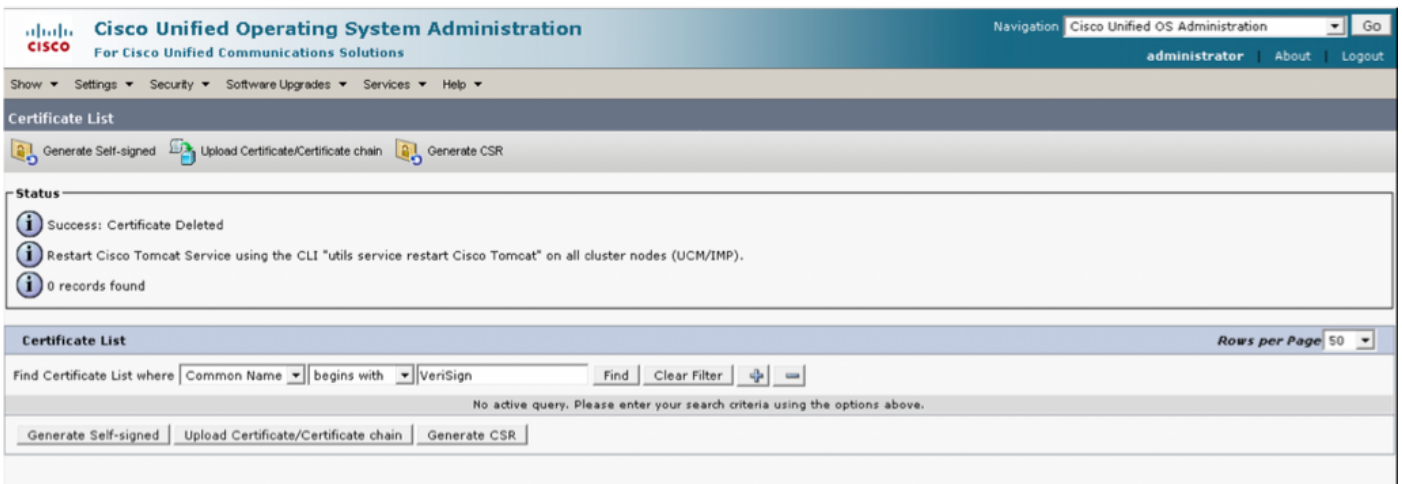 Cisco Unified Operating System Administration
For Cisco Unified Communications Solutions
CISCO
Navigation Cisco Unified OS Administration Go
administrator | About | Logout
Show Settings Security Software Upgrades Services Help
Certificate List
Generate Self-signed Upload Certificate/Certificate chain Generate CSR
Status
Success: Certificate Deleted
Restart Cisco Tomcat Service using the CLI "utils service restart Cisco Tomcat" on all cluster nodes (UCM/IMP).
0 records found
Certificate List Rows per Page 50
Find Certificate List where Common Name begins with VeriSign Find Clear Filter
No active query. Please enter your search criteria using the options above.
Generate Self-signed Upload Certificate/Certificate chain Generate CSR